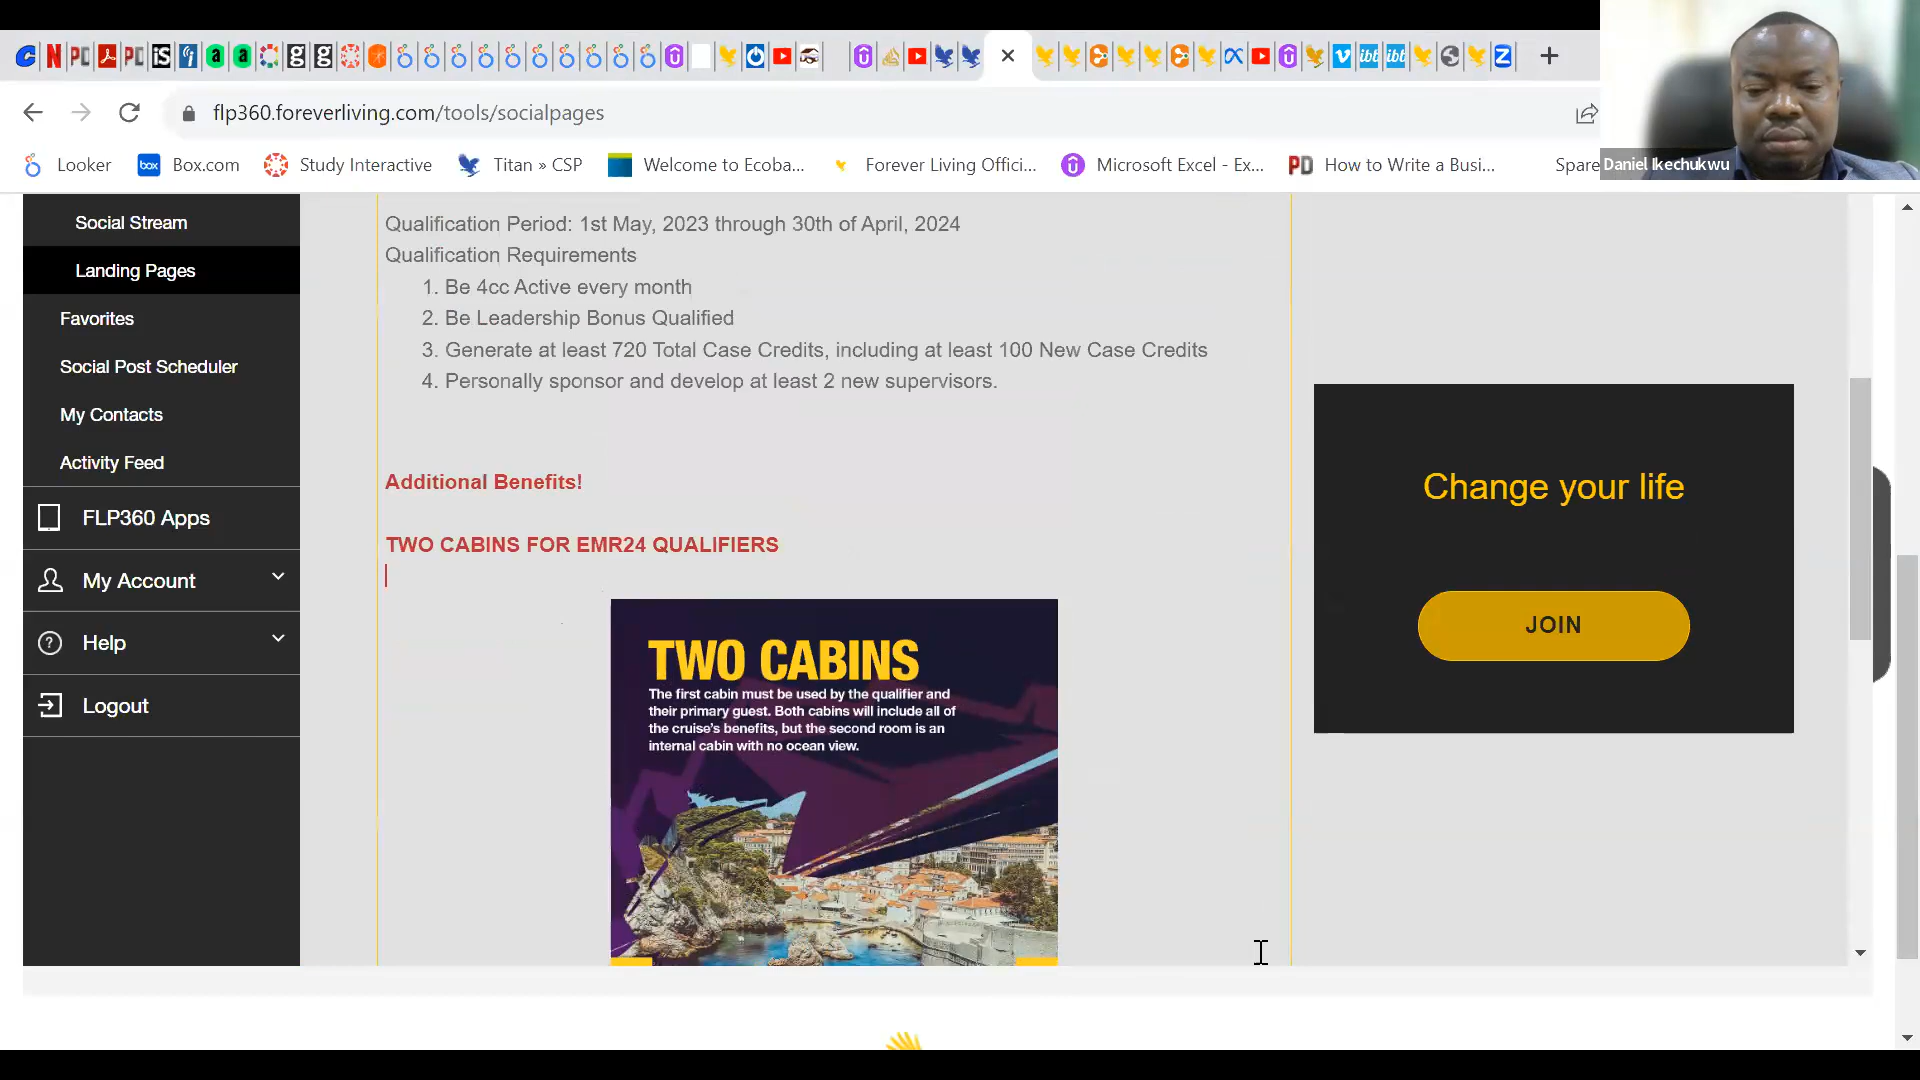 flp360.foreverliving.com/tools/socialpages
Looker
Box.com
Study Interactive
Titan » CSP
Welcome to Ecoba...
Forever Living Offici...
Microsoft Excel - Ex...
How to Write a Busi...
Spare
Daniel Ikechukwu
Social Stream
Landing Pages
Favorites
Social Post Scheduler
My Contacts
Activity Feed
FLP360 Apps
My Account
Help
Logout
Qualification Period: 1st May, 2023 through 30th of April, 2024
Qualification Requirements
1. Be 4cc Active every month
2. Be Leadership Bonus Qualified
3. Generate at least 720 Total Case Credits, including at least 100 New Case Credits
4. Personally sponsor and develop at least 2 new supervisors.
Additional Benefits!
TWO CABINS FOR EMR24 QUALIFIERS
TWO CABINS
The first cabin must be used by the qualifier and
their primary guest. Both cabins will include all of
the cruise's benefits, but the second room is an
internal cabin with no ocean view.
Change your life
JOIN